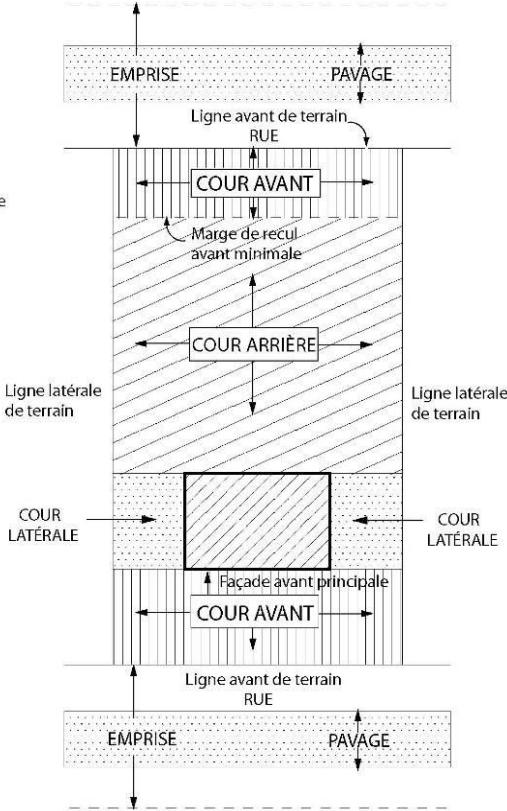 EMPRISE
PAVAGE
Ligne avant de terrain
RUE
COUR AVANT
e
Marge de recul
avant minimale
COUR ARRIÈRE
Ligne latérale
de terrain
Ligne latérale
de terrain
COUR
LATÉRALE
COUR
LATÉRALE
Façade avant principale
COUR AVANT
Ligne avant de terrain
RUE
EMPRISE
PAVAGE